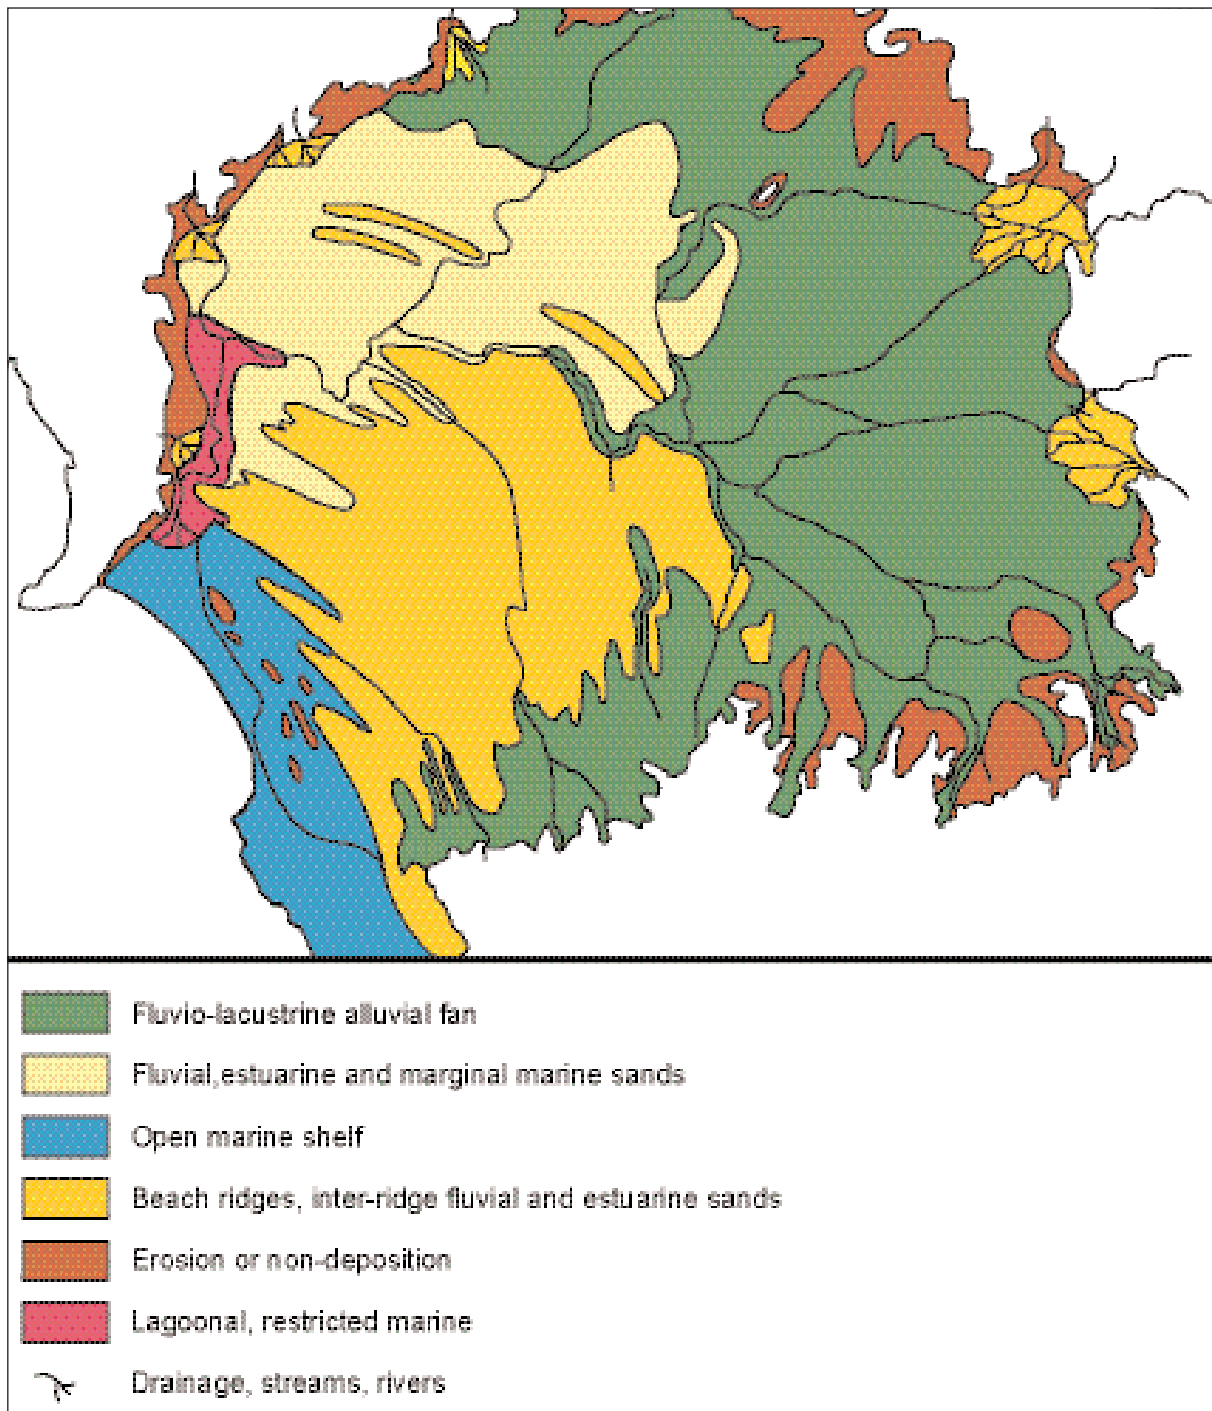 Fluvio-lacustrine alluvial fan
Fluvial,estuarine and marginal marine sands
Open marine shelf
Beach ridges, inter-ridge fluvial and estuarine sands
Erosion or non-deposition
Lagoonal, restricted marine
Drainage, streams, rivers